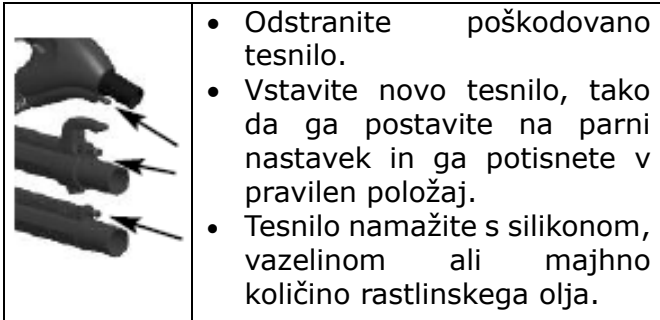 • Odstranite poškodovano
tesnilo.
• Vstavite novo tesnilo, tako
da ga postavite na parni
nastavek in ga potisnete v
pravilen položaj.
• Tesnilo namažite s silikonom,
vazelinom ali majhno
količino rastlinskega olja.